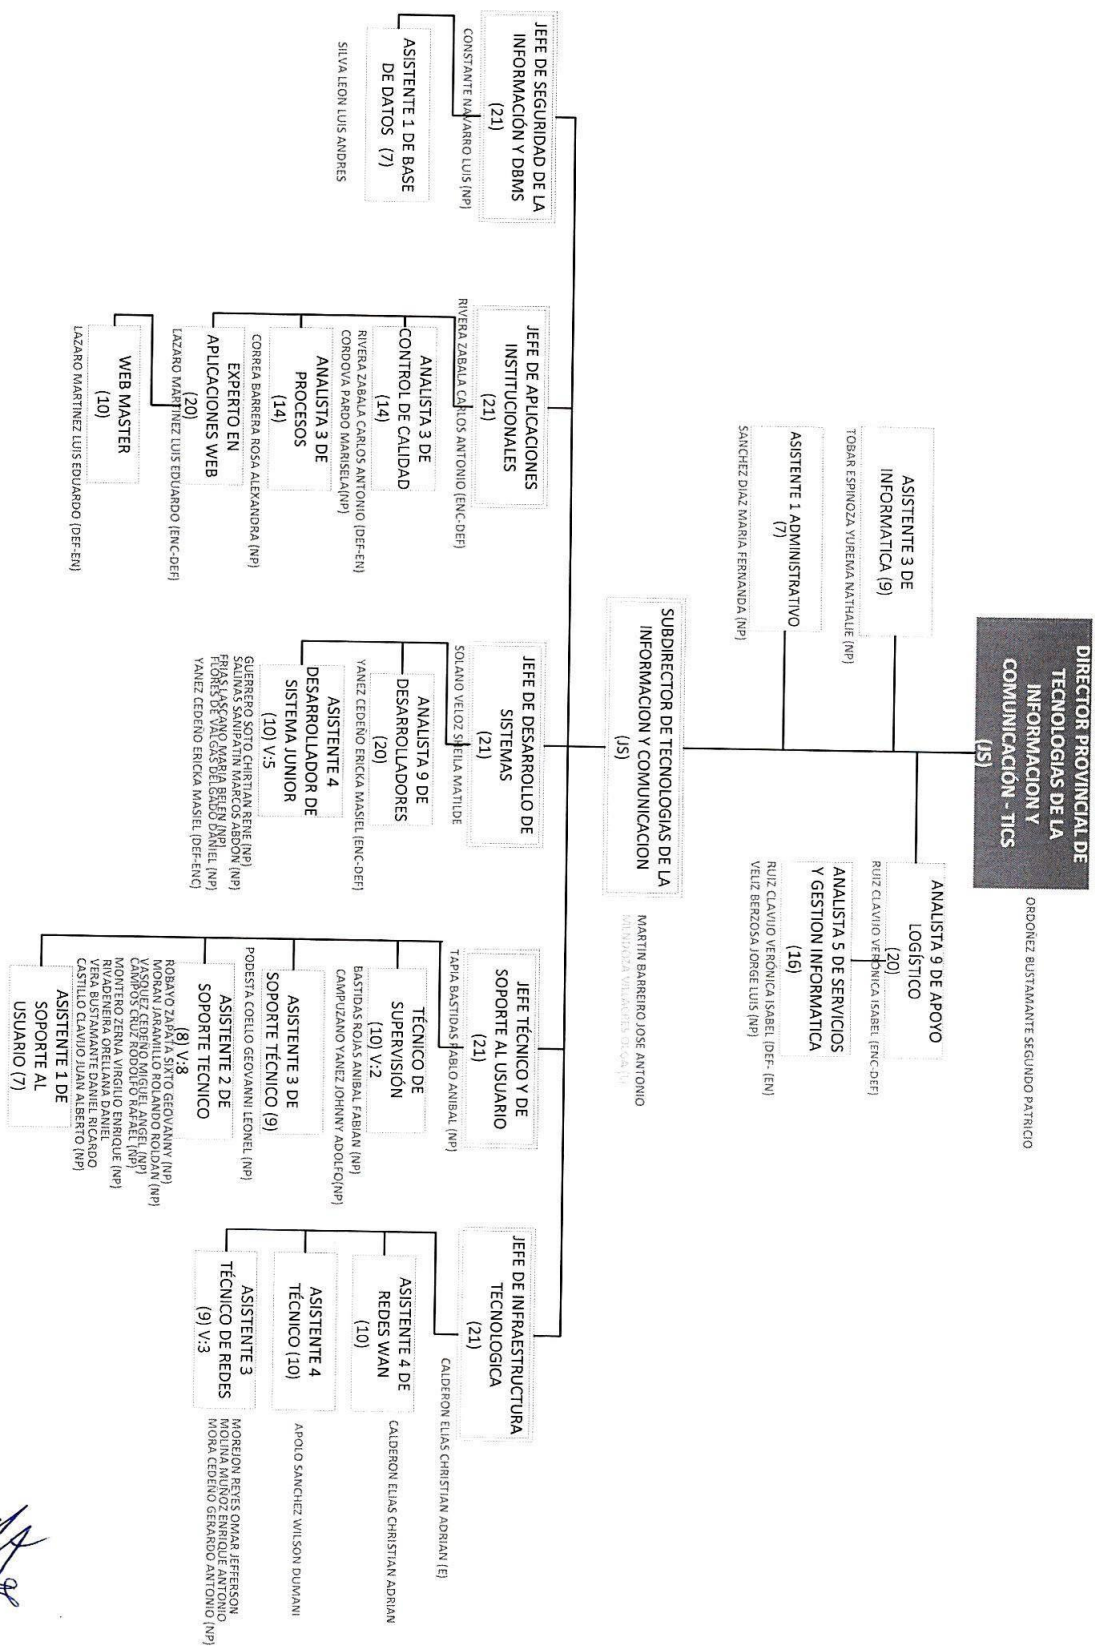 DIRECTOR PROVINCIAL DE
TECNOLOGIAS DE LA
INFORMACION Y
COMUNICACIÓN - TICS
(JS)
ORDOÑEZ BUSTAMANTE SEGUNDO PATRICIO
ASISTENTE 3 DE
INFORMATICA (9)
TOBAR ESPINOZA YUREMA NATHALIE (NP)
ANALISTA 9 DE APOYO
LOGÍSTICO
(20)
RUIZ CLAVIJO VERÓNICA ISABEL (ENC-DEF)
ASISTENTE 1 ADMINISTRATIVO
(7)
SANCHEZ DIAZ MARIA FERNANDA (NP)
ANALISTA 5 DE SERVICIOS
Y GESTION INFORMATICA
(16)
RUIZ CLAVIJO VERÓNICA ISABEL (DEF- (EN)
VELIZ BERZOSA JORGE LUIS (NP)
SUBDIRECTOR DE TECNOLOGIAS DE LA
INFORMACION Y COMUNICACION
(JS)
MARTIN BARREIRO JOSE ANTONIO
JEFE DE SEGURIDAD DE LA
INFORMACIÓN Y DBMS
(21)
CONSTANTE NAVARRO LUIS (NP)
ASISTENTE 1 DE BASE
DE DATOS (7)
SILVA LEON LUIS ANDRES
JEFE DE APLICACIONES
INSTITUCIONALES
(21)
RIVERA ZABALA CARLOS ANTONIO (ENC-DEF)
ANALISTA 3 DE
CONTROL DE CALIDAD
(14)
RIVERA ZABALA CARLOS ANTONIO (DEF-EN)
CORDOVA PARDO MARISELA(NP)
ANALISTA 3 DE
PROCESOS
(14)
CORREA BARRERA ROSA ALEXANDRA (NP)
EXPERTO EN
APLICACIONES WEB
(20)
LAZARO MARTINEZ LUIS EDUARDO (ENC-DEF)
WEB MASTER
(10)
LAZARO MARTINEZ LUIS EDUARDO (DEF-EN)
JEFE DE DESARROLLO DE
SISTEMAS
(21)
SOLANO VELOZ SHEILA MATILDE
ANALISTA 9 DE
DESARROLLADORES
(20)
YANEZ CEDEÑO ERICKA MASIEL (ENC-DEF)
ASISTENTE 4
DESARROLLADOR DE
SISTEMA JUNIOR
(10) V:5
GUERRERO SOTO CHIRTIAN RENE (NP)
SALINAS SANIPATIN MARCOS ABDON (NP)
FRIAS LASCANO MARIA BELEN (NP)
FLORES DE VALGAS DELGADO DANIEL (NP)
YANEZ CEDEÑO ERICKA MASIEL (DEF-ENC)
JEFE TÉCNICO Y DE
SOPORTE AL USUARIO
(21)
TAPIA BASTIDAS PABLO ANIBAL (NP)
TÉCNICO DE
SUPERVISIÓN
(10) V:2
BASTIDAS ROJAS ANIBAL FABIAN (NP)
CAMPUZANO YANEZ JOHNNY ADOLFO(NP)
ASISTENTE 3 DE
SOPORTE TÉCNICO (9)
PODESTA COELLO GEOVANNI LEONEL (NP)
ASISTENTE 2 DE
SOPORTE TECNICO
(8) V:8
ROBAYO ZAPATA SIXTO GEOVANNY (NP)
MORAN JARAMILLO ROLANDO ROLDAN (NP)
VASQUEZ CEDEÑO MIGUEL ANGEL (NP)
CAMPOS CRUZ RODOLFO RAFAEL (NP)
MONTERO ZERNA VIRGILIO ENRIQUE (NP)
RIVADENEIRA ORELLANA DANIEL
VERA BUSTAMANTE DANIEL RICARDO
CASTILLO CLAVIJO JUAN ALBERTO (NP)
ASISTENTE 1 DE
SOPORTE AL
USUARIO (7)
JEFE DE INFRAESTRUCTURA
TECNOLOGICA
(21)
CALDERON ELIAS CHRISTIAN ADRIAN (E)
ASISTENTE 4 DE
REDES WAN
(10)
CALDERON ELIAS CHRISTIAN ADRIAN
ASISTENTE 4
TÉCNICO (10)
APOLO SANCHEZ WILSON DUMANI
ASISTENTE 3
TÉCNICO DE REDES
(9) V:3
MOREJON REYES OMAR JEFFERSON
MOLINA MUÑOZ ENRIQUE ANTONIO
MORA CEDEÑO GERARDO ANTONIO (NP)